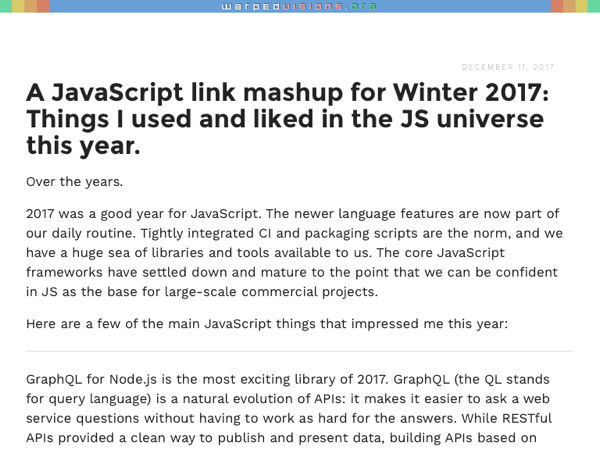 warpedvisions.org
DECEMBER 11, 2017
A JavaScript link mashup for Winter 2017:
Things I used and liked in the JS universe
this year.
Over the years.
2017 was a good year for JavaScript. The newer language features are now part of
our daily routine. Tightly integrated CI and packaging scripts are the norm, and we
have a huge sea of libraries and tools available to us. The core JavaScript
frameworks have settled down and mature to the point that we can be confident
in JS as the base for large-scale commercial projects.
Here are a few of the main JavaScript things that impressed me this year:
GraphQL for Node.js is the most exciting library of 2017. GraphQL (the QL stands
for query language) is a natural evolution of APIs: it makes it easier to ask a web
service questions without having to work as hard for the answers. While RESTful
APIs provided a clean way to publish and present data, building APIs based on